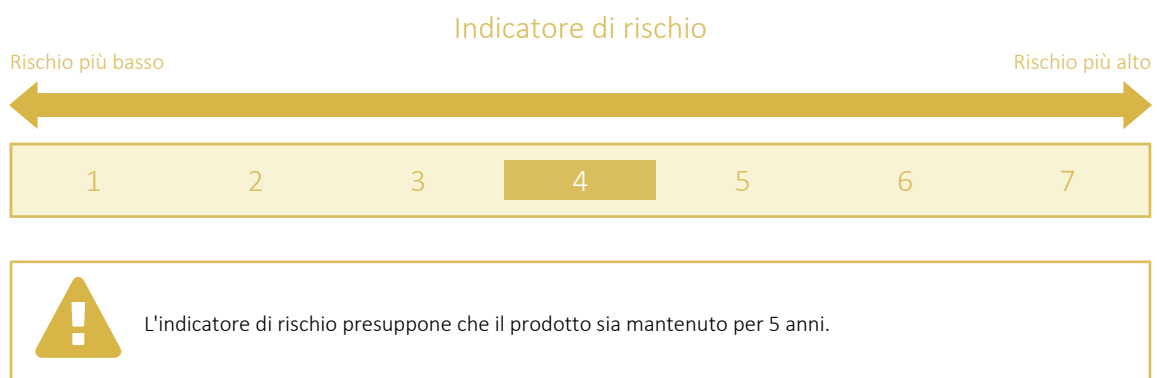 Indicatore di rischio
Rischio più basso Rischio più alto
1 2 3 4 5 6 7
L'indicatore di rischio presuppone che il prodotto sia mantenuto per 5 anni.